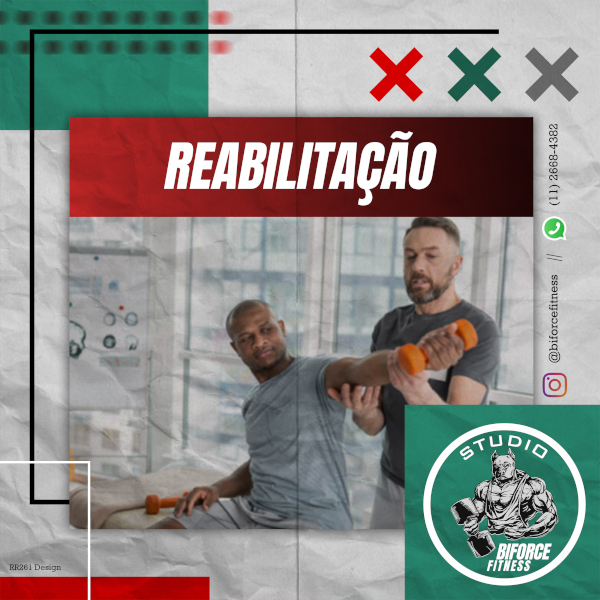 REABILITAÇÃO
(11) 2668-4382
//
@biforcefitness
STUDIO
BIFORCE
FITNESS
RR261 Design